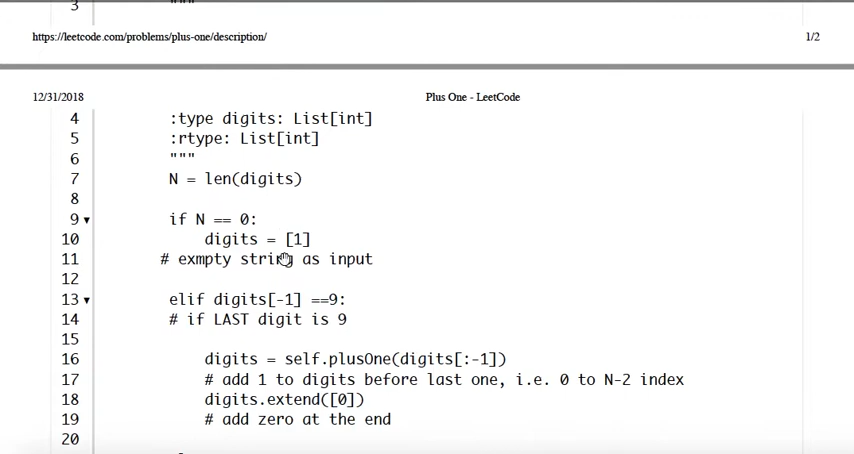 3 """
https://leetcode.com/problems/plus-one/description/ 1/2
12/31/2018 Plus One - LeetCode
4 :type digits: List[int]
5 :rtype: List[int]
6 """
7 N = len(digits)
8
9 if N == 0:
10 digits = [1]
11 # exmpty string as input
12
13 elif digits[-1] ==9:
14 # if LAST digit is 9
15
16 digits = self.plusOne(digits[:-1])
17 # add 1 to digits before last one, i.e. 0 to N-2 index
18 digits.extend([0])
19 # add zero at the end
20